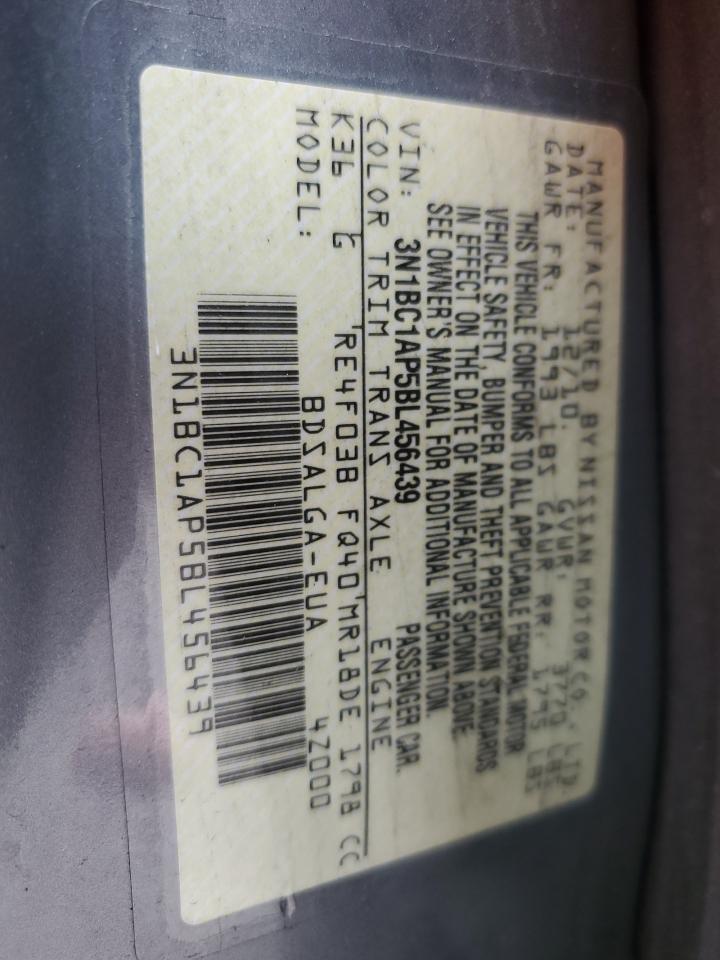 MANUFACTURED BY NISSAN MOTOR CO., LTD.
DATE: 12/10. GVWR: 3770 LBS
GAWR FR: 1993 LBS GAWR RR: 1795 LBS
THIS VEHICLE CONFORMS TO ALL APPLICABLE FEDERAL MOTOR
VEHICLE SAFETY, BUMPER AND THEFT PREVENTION STANDARDS
IN EFFECT ON THE DATE OF MANUFACTURE SHOWN ABOVE.
SEE OWNER'S MANUAL FOR ADDITIONAL INFORMATION.
VIN: 3N1BC1AP5BL456439 PASSENGER CAR.
COLOR TRIM TRANS AXLE ENGINE
K36 G RE4F03B FQ40 MR18DE 1798 CC
MODEL: BDSALGA-EUA 4Z000
3N1BC1AP5BL456439